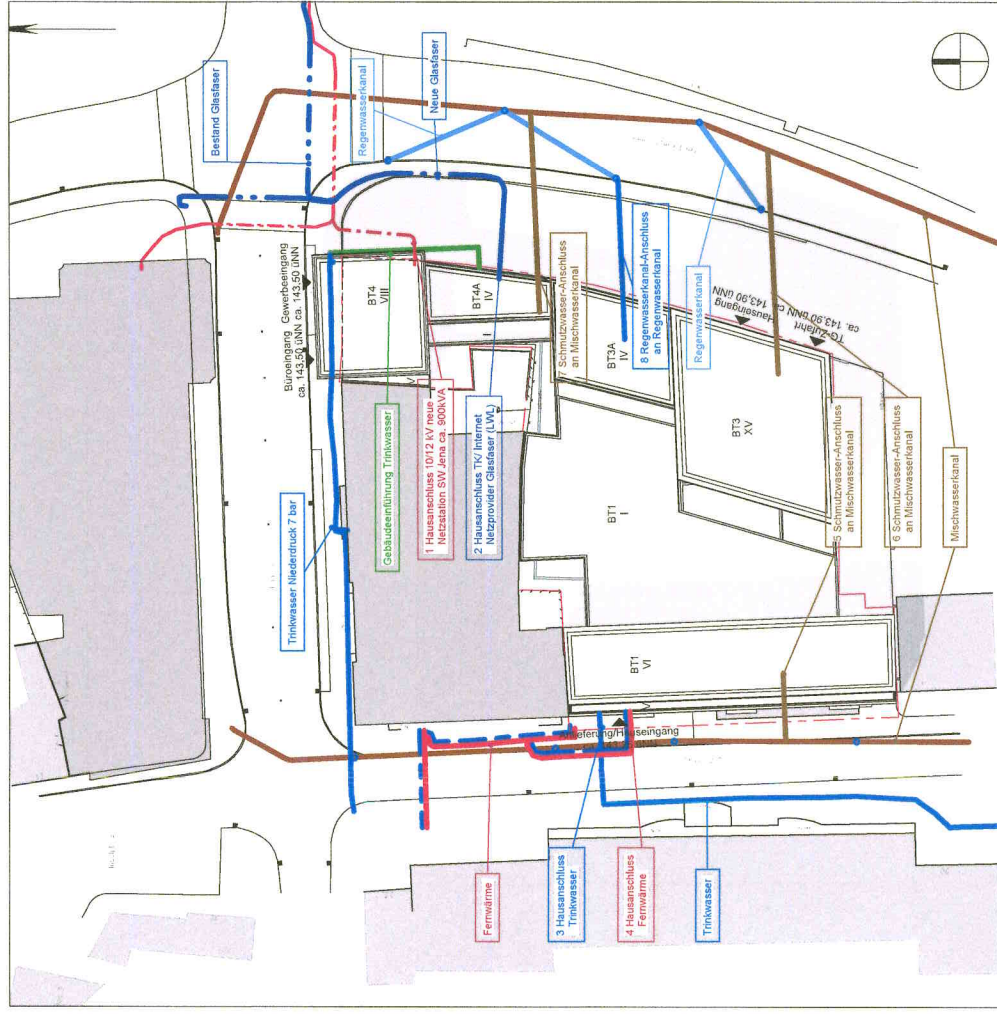 Bestand Glasfaser
Regenwasserkanal
Neue Glasfaser
Büroeingang
ca. 143.50 üNN
Gewerbeeingang
ca. 143.50 üNN
BT4
VIII
BT4A
IV
I
V
Trinkwasser Niederdruck 7 bar
Gebäudeeinführung Trinkwasser
1 Hausanschluss 10/12 kV neue
Netzstation SW Jena ca. 900kVA
2 Hausanschluss TK/ Internet
Netzprovider Glasfaser (LWL)
7 Schmutzwasser-Anschluss
an Mischwasserkanal
8 Regenwasserkanal-Anschluss
an Regenwasserkanal
Regenwasserkanal
BT3A
IV
Hauseingang
ca. 143,90 üNN
TG-Zufahrt
ca. 143,90 üNN
BT3
XV
BT1
I
5 Schmutzwasser-Anschluss
an Mischwasserkanal
6 Schmutzwasser-Anschluss
an Mischwasserkanal
Mischwasserkanal
BT1
VI
Fernwärme
3 Hausanschluss
Trinkwasser
4 Hausanschluss
Fernwärme
Trinkwasser